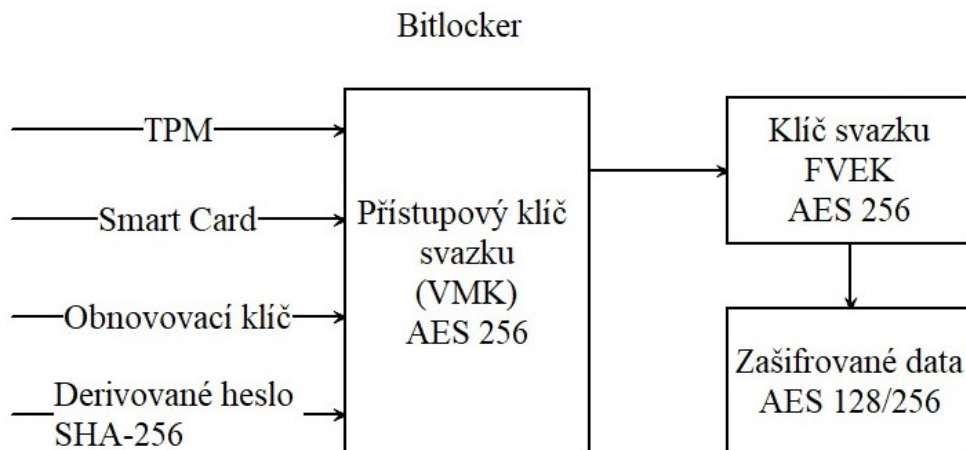 Bitlocker
TPM
Smart Card
Obnovovací klíč
Derivované heslo
SHA-256
Přístupový klíč
svazku
(VMK)
AES 256
Klíč svazku
FVEK
AES 256
Zašifrované data
AES 128/256